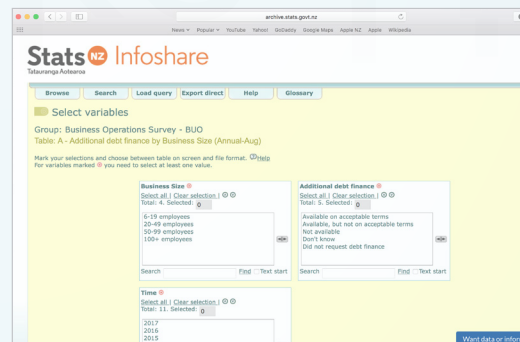 archive.stats.govt.nz
News Popular YouTube Yahoo! GoDaddy Google Maps Apple NZ Apple Wikipedia
Stats NZ Infoshare
Tatauranga Aotearoa
Browse Search Load query Export direct Help Glossary
Select variables
Group: Business Operations Survey - BUO
Table: A - Additional debt finance by Business Size (Annual-Aug)
Mark your selections and choose between table on screen and file format. Help
For variables marked you need to select at least one value.
Business Size
Select all | Clear selection |
Total: 4. Selected: 0
6-19 employees
20-49 employees
50-99 employees
100+ employees
Search Find Text start
Additional debt finance
Select all | Clear selection |
Total: 5. Selected: 0
Available on acceptable terms
Available, but not on acceptable terms
Not available
Don't know
Did not request debt finance
Search Find Text start
Time
Select all | Clear selection |
Total: 11. Selected: 0
2017
2016
2015
Want data or infor